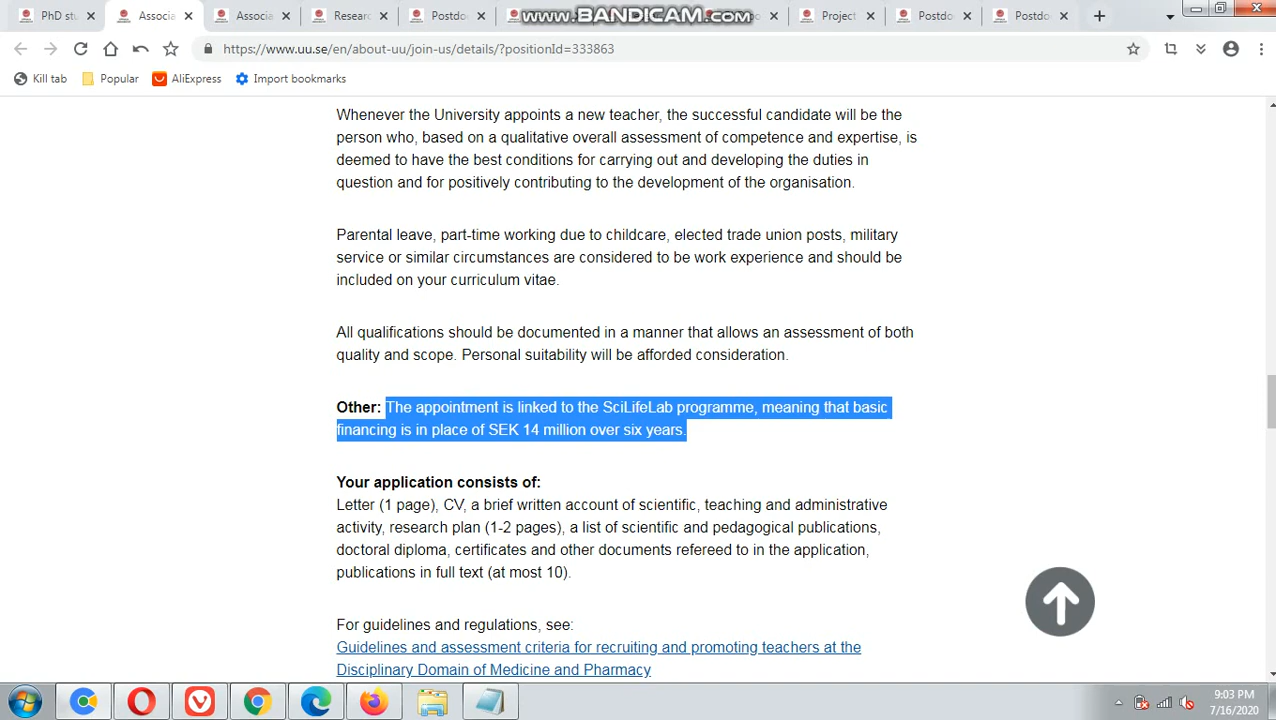 PhD stu
Associa
Associa
Researc
Postdoc
www.BANDICAM.com
Project
Postdo
Postdo
https://www.uu.se/en/about-uu/join-us/details/?positionId=333863
Kill tab
Popular
AliExpress
Import bookmarks
Whenever the University appoints a new teacher, the successful candidate will be the
person who, based on a qualitative overall assessment of competence and expertise, is
deemed to have the best conditions for carrying out and developing the duties in
question and for positively contributing to the development of the organisation.
Parental leave, part-time working due to childcare, elected trade union posts, military
service or similar circumstances are considered to be work experience and should be
included on your curriculum vitae.
All qualifications should be documented in a manner that allows an assessment of both
quality and scope. Personal suitability will be afforded consideration.
Other: The appointment is linked to the SciLifeLab programme, meaning that basic
financing is in place of SEK 14 million over six years.
Your application consists of:
Letter (1 page), CV, a brief written account of scientific, teaching and administrative
activity, research plan (1-2 pages), a list of scientific and pedagogical publications,
doctoral diploma, certificates and other documents refereed to in the application,
publications in full text (at most 10).
For guidelines and regulations, see:
Guidelines and assessment criteria for recruiting and promoting teachers at the
Disciplinary Domain of Medicine and Pharmacy
9:03 PM
7/16/2020